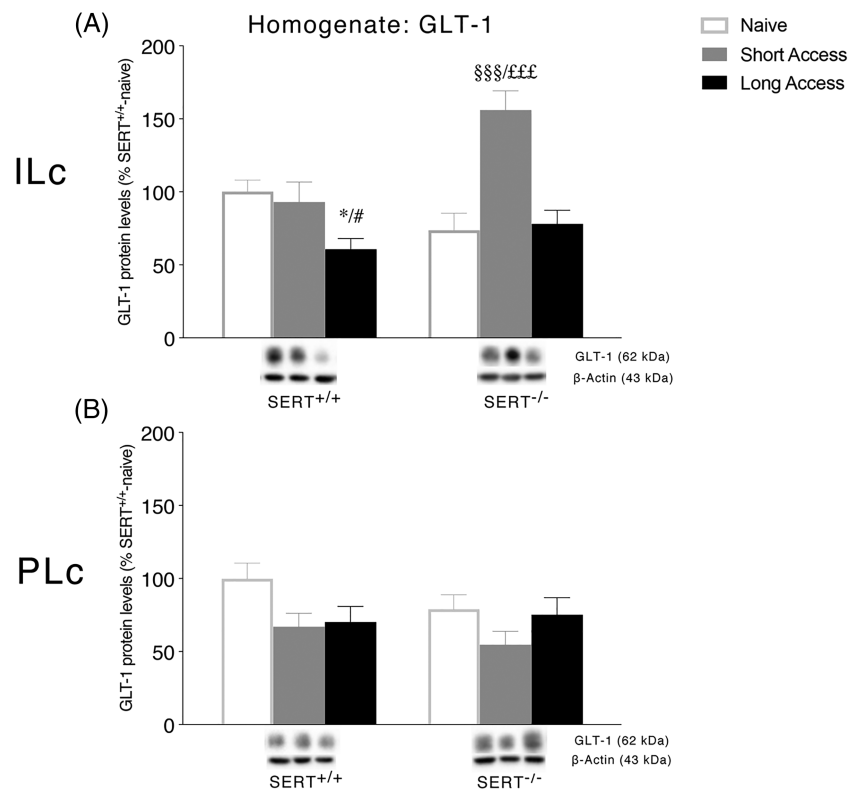 (A)
Homogenate: GLT-1
Naive
Short Access
Long Access
ILc
GLT-1 protein levels (% SERT+/+-naive)
200
150
100
50
0
*/#
§§§/£££
GLT-1 (62 kDa)
β-Actin (43 kDa)
SERT+/+
SERT-/-
(B)
PLc
GLT-1 protein levels (% SERT+/+-naive)
200
150
100
50
0
GLT-1 (62 kDa)
β-Actin (43 kDa)
SERT+/+
SERT-/-